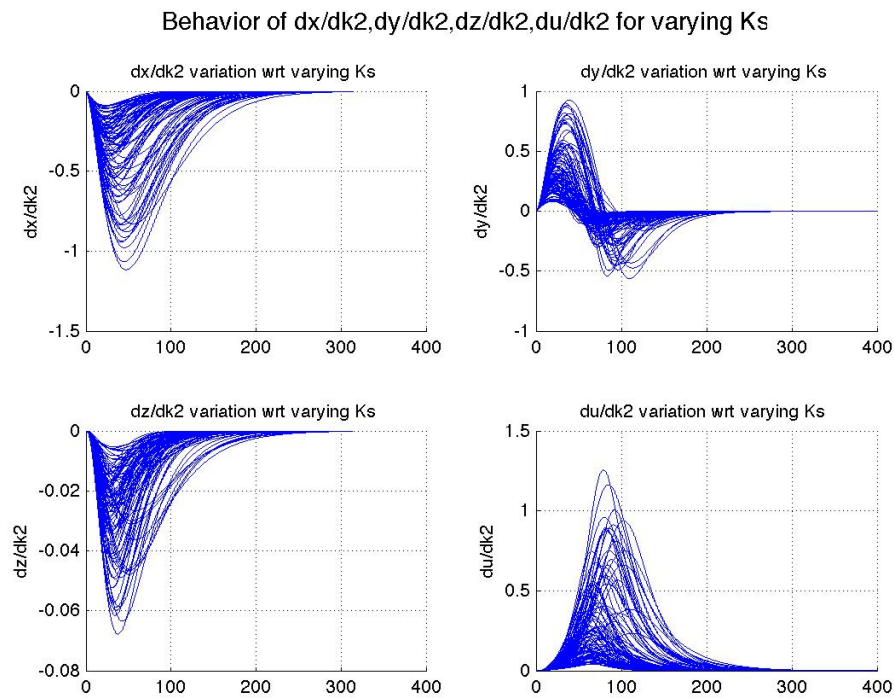 Behavior of dx/dk2,dy/dk2,dz/dk2,du/dk2 for varying Ks
dx/dk2 variation wrt varying Ks
0
-0.5
-1
-1.5
dx/dk2
0 100 200 300 400
dy/dk2 variation wrt varying Ks
1
0.5
0
-0.5
-1
dy/dk2
0 100 200 300 400
dz/dk2 variation wrt varying Ks
0
-0.02
-0.04
-0.06
-0.08
dz/dk2
0 100 200 300 400
du/dk2 variation wrt varying Ks
1.5
1
0.5
0
du/dk2
0 100 200 300 400